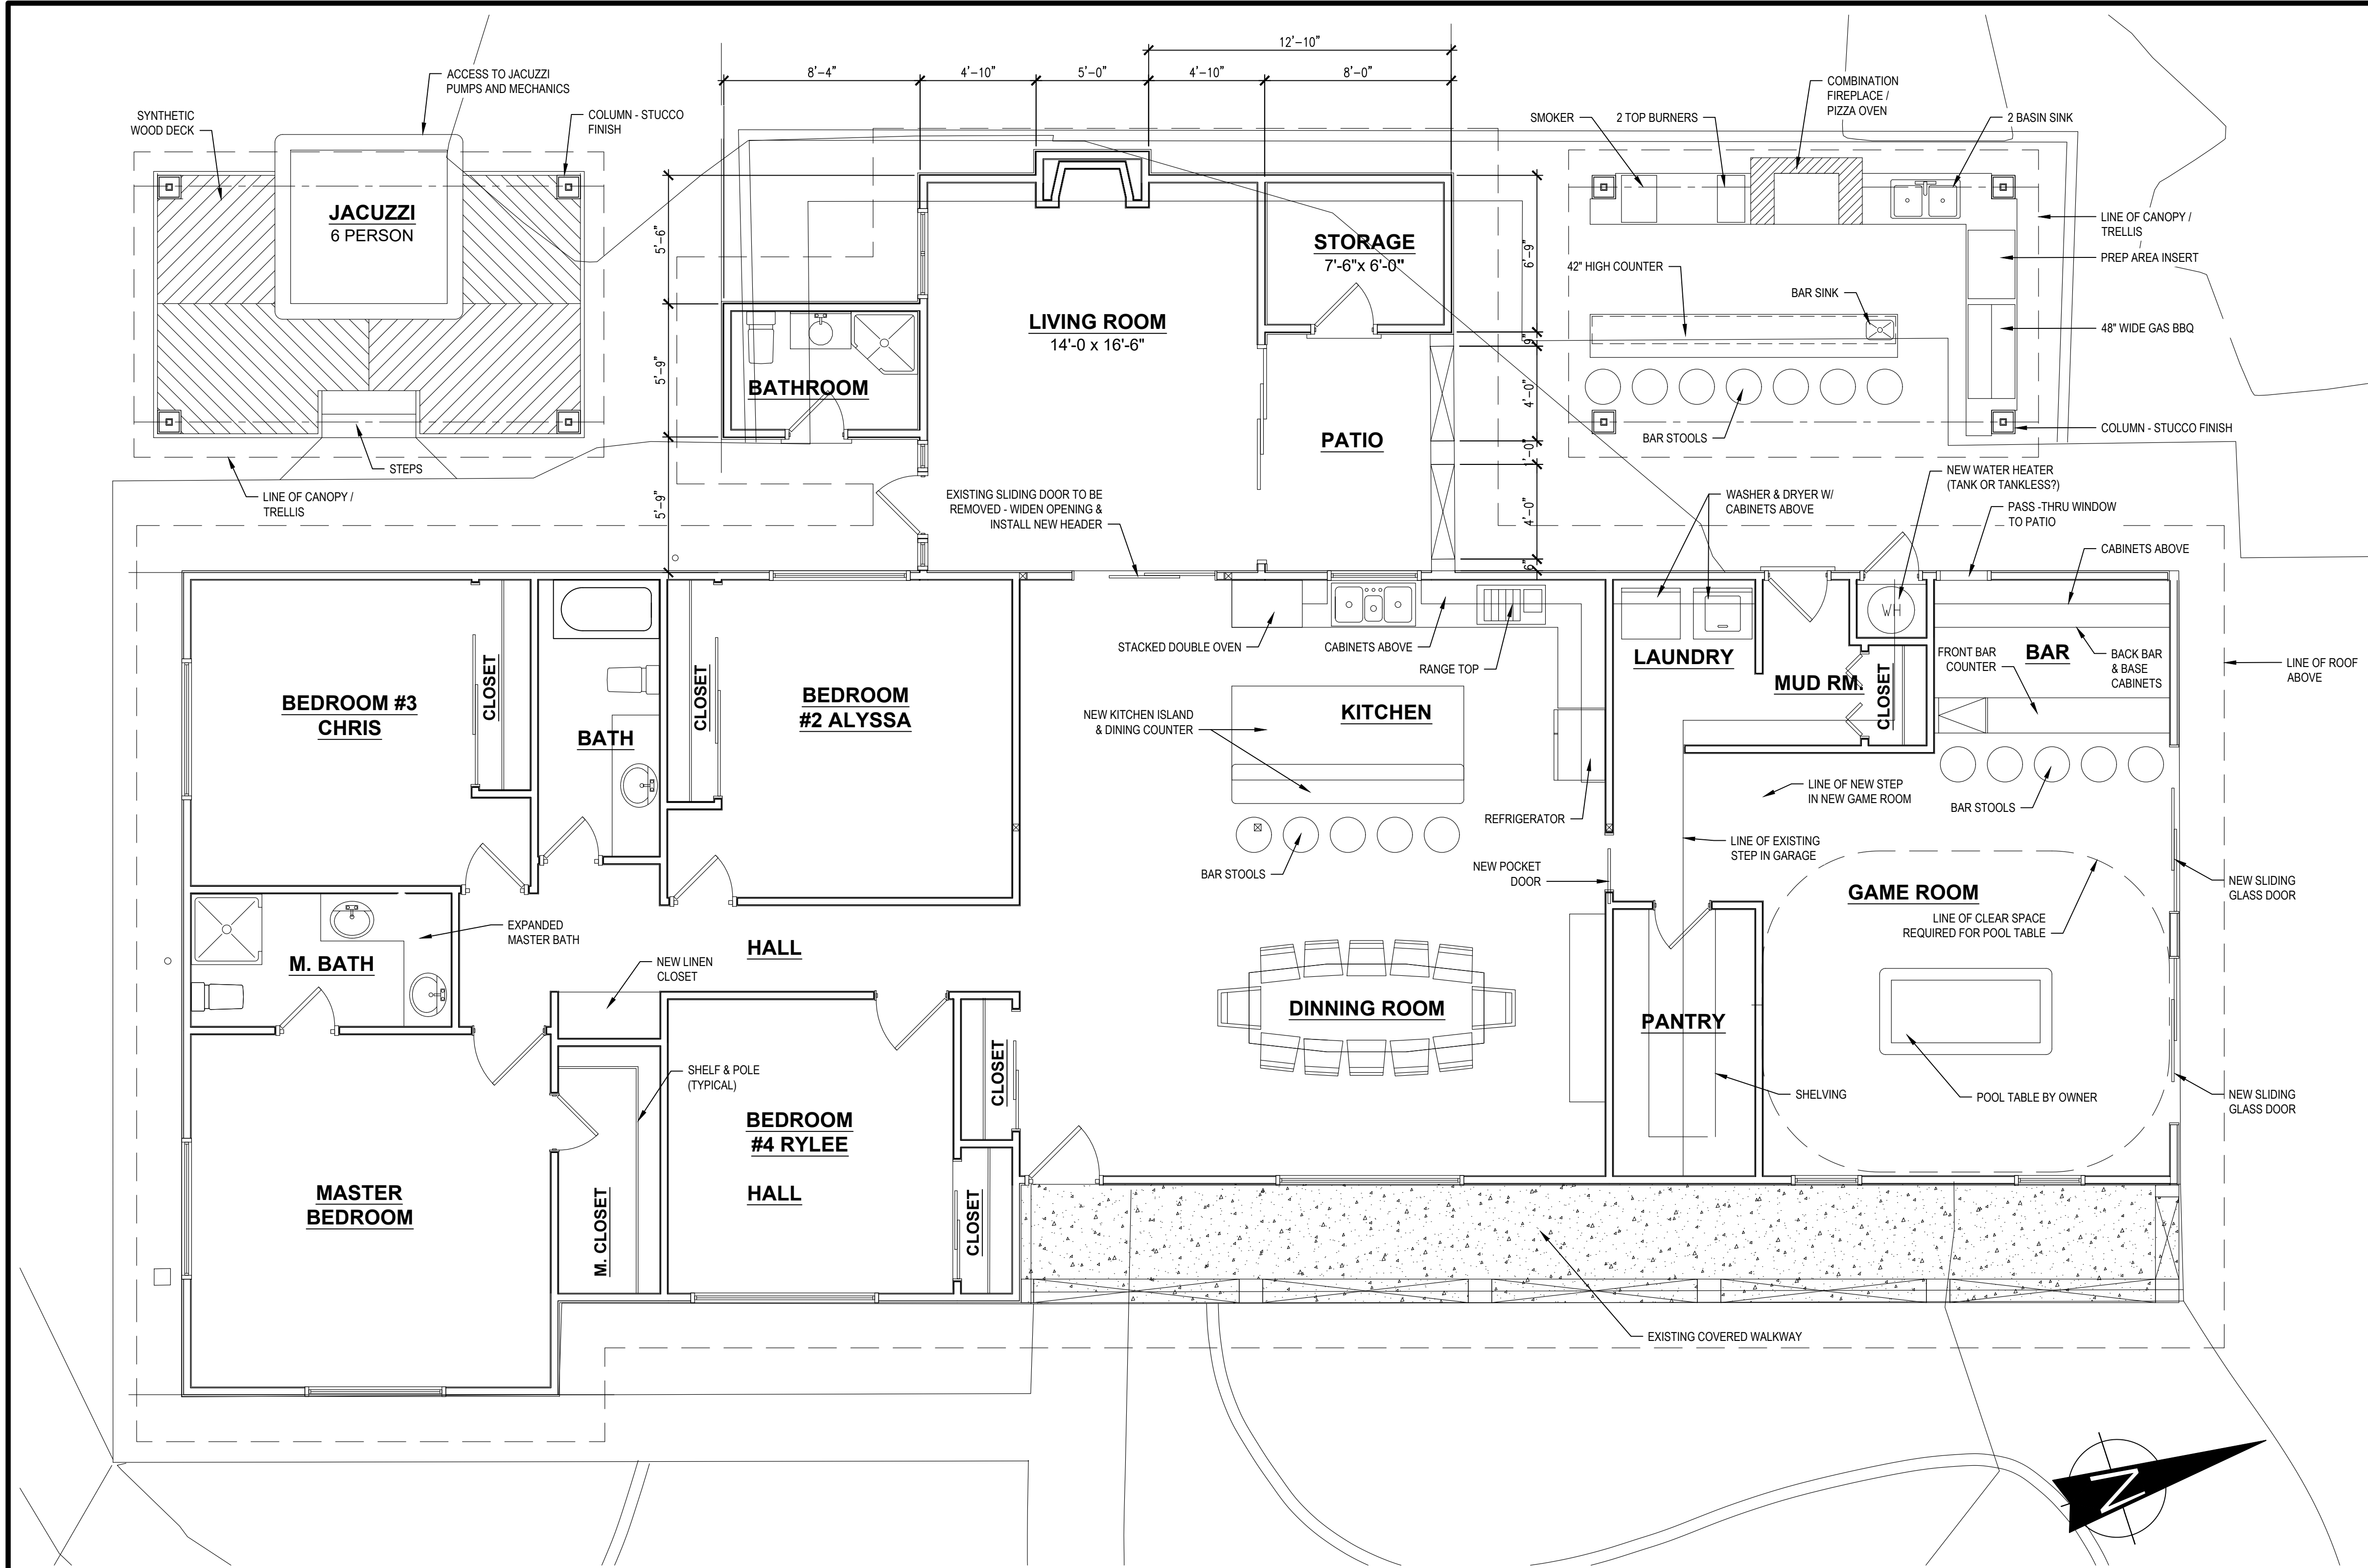 12'-10"
8'-4"
4'-10"
5'-0"
4'-10"
8'-0"
ACCESS TO JACUZZI
PUMPS AND MECHANICS
SYNTHETIC
WOOD DECK
COLUMN - STUCCO
FINISH
JACUZZI
6 PERSON
STEPS
LINE OF CANOPY /
TRELLIS
5'-6"
5'-9"
5'-9"
BATHROOM
LIVING ROOM
14'-0 x 16'-6"
STORAGE
7'-6"x 6'-0"
PATIO
6'-9"
9"
4'-0"
1'-0"
4'-0"
6"
COMBINATION
FIREPLACE /
PIZZA OVEN
SMOKER
2 TOP BURNERS
2 BASIN SINK
LINE OF CANOPY /
TRELLIS
PREP AREA INSERT
42" HIGH COUNTER
BAR SINK
48" WIDE GAS BBQ
BAR STOOLS
COLUMN - STUCCO FINISH
NEW WATER HEATER
(TANK OR TANKLESS?)
PASS -THRU WINDOW
TO PATIO
CABINETS ABOVE
EXISTING SLIDING DOOR TO BE
REMOVED - WIDEN OPENING &
INSTALL NEW HEADER
WASHER & DRYER W/
CABINETS ABOVE
BEDROOM #3
CHRIS
CLOSET
BATH
CLOSET
BEDROOM
#2 ALYSSA
STACKED DOUBLE OVEN
CABINETS ABOVE
RANGE TOP
NEW KITCHEN ISLAND
& DINING COUNTER
KITCHEN
REFRIGERATOR
BAR STOOLS
NEW POCKET
DOOR
LAUNDRY
MUD RM.
WH
CLOSET
FRONT BAR
COUNTER
BAR
BACK BAR
& BASE
CABINETS
LINE OF ROOF
ABOVE
LINE OF NEW STEP
IN NEW GAME ROOM
BAR STOOLS
LINE OF EXISTING
STEP IN GARAGE
GAME ROOM
LINE OF CLEAR SPACE
REQUIRED FOR POOL TABLE
NEW SLIDING
GLASS DOOR
EXPANDED
MASTER BATH
M. BATH
HALL
NEW LINEN
CLOSET
DINNING ROOM
PANTRY
SHELVING
POOL TABLE BY OWNER
NEW SLIDING
GLASS DOOR
SHELF & POLE
(TYPICAL)
CLOSET
BEDROOM
#4 RYLEE
HALL
MASTER
BEDROOM
M. CLOSET
CLOSET
EXISTING COVERED WALKWAY
N